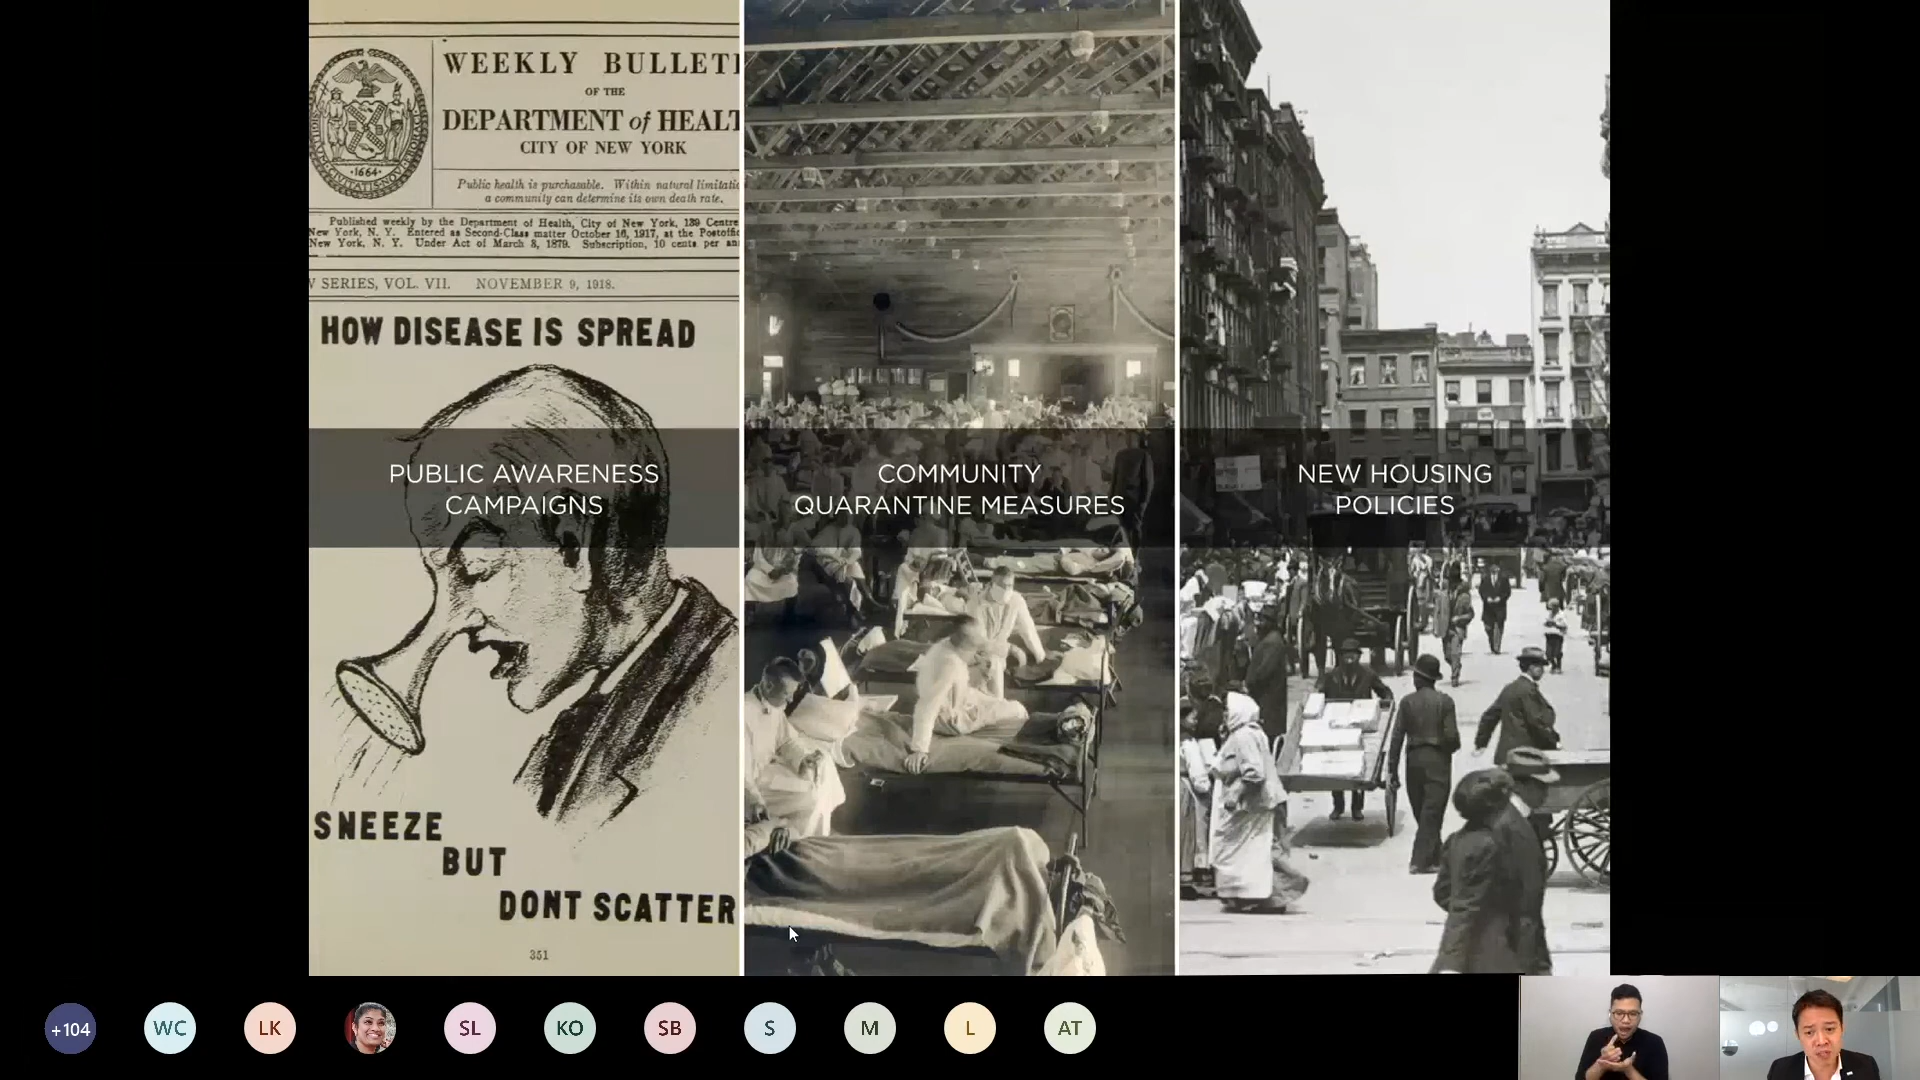 WEEKLY BULLETI
OF THE
DEPARTMENT of HEALT
CITY OF NEW YORK
Public health is purchasable. Within natural limitatio
a community can determine its own death rate.
·1664·
Published weekly by the Department of Health, City of New York, 139 Centre
New York, N. Y. Entered as Second-Class matter October 16, 1917, at the Postoffic
New York, N. Y. Under Act of March 3, 1879. Subscription, 10 cents per an
W SERIES, VOL. VII. NOVEMBER 9, 1918.
HOW DISEASE IS SPREAD
PUBLIC AWARENESS
CAMPAIGNS
SNEEZE
BUT
DONT SCATTER
351
COMMUNITY
QUARANTINE MEASURES
NEW HOUSING
POLICIES
+104 WC LK SL KO SB S M L AT